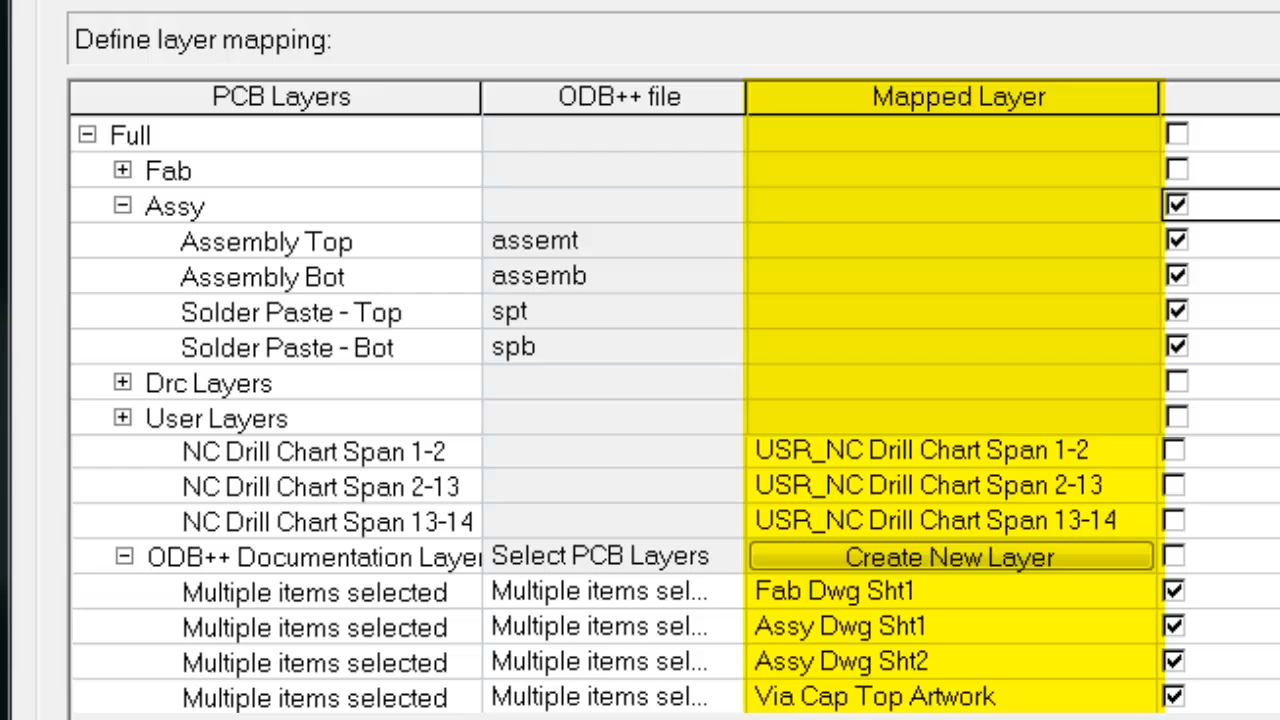 Define layer mapping:
PCB Layers ODB++ file Mapped Layer
Full
Fab
Assy
Assembly Top assemt
Assembly Bot assemb
Solder Paste - Top spt
Solder Paste - Bot spb
Drc Layers
User Layers
NC Drill Chart Span 1-2 USR_NC Drill Chart Span 1-2
NC Drill Chart Span 2-13 USR_NC Drill Chart Span 2-13
NC Drill Chart Span 13-14 USR_NC Drill Chart Span 13-14
ODB++ Documentation Layer Select PCB Layers Create New Layer
Multiple items selected Multiple items sel... Fab Dwg Sht1
Multiple items selected Multiple items sel... Assy Dwg Sht1
Multiple items selected Multiple items sel... Assy Dwg Sht2
Multiple items selected Multiple items sel... Via Cap Top Artwork